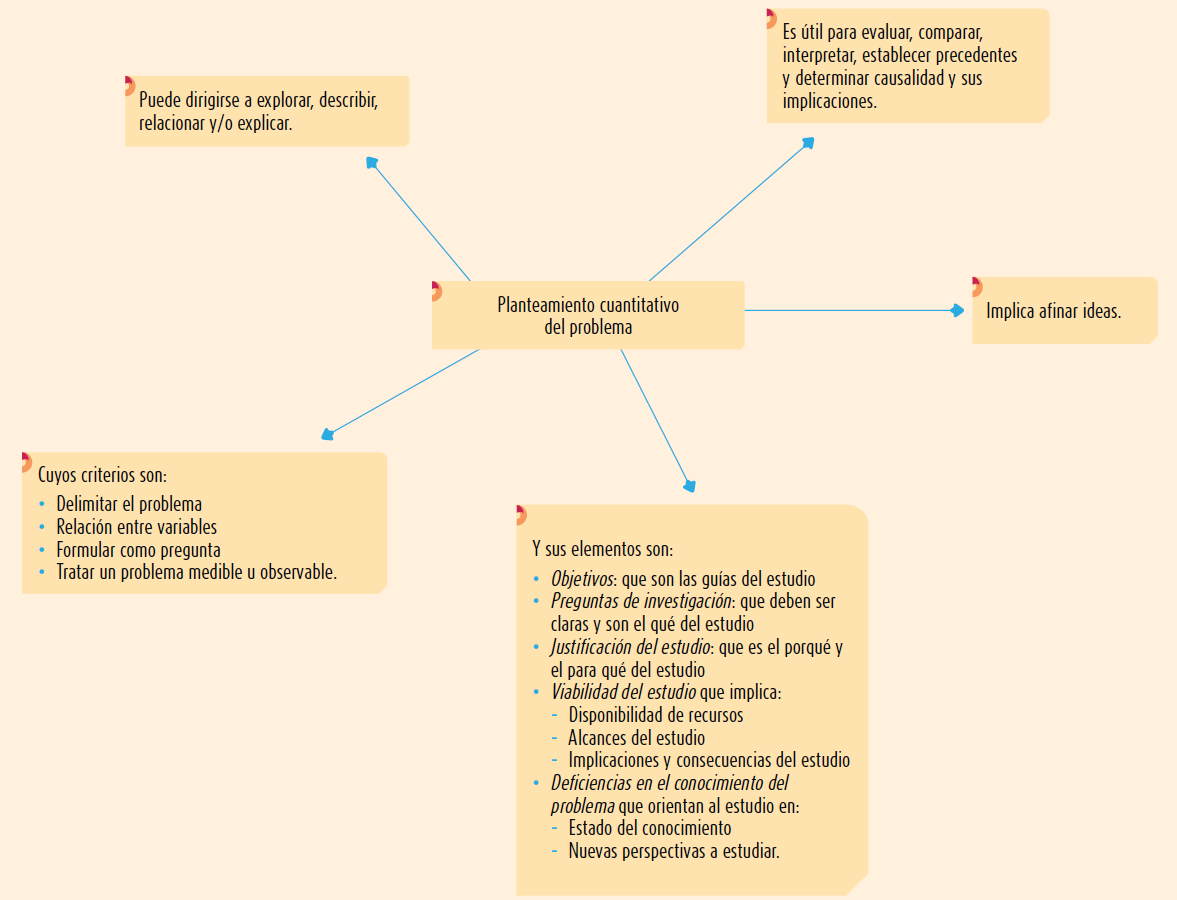 Es útil para evaluar, comparar,
interpretar, establecer precedentes
y determinar causalidad y sus
implicaciones.
Puede dirigirse a explorar, describir,
relacionar y/o explicar.
Planteamiento cuantitativo
del problema
Implica afinar ideas.
Cuyos criterios son:
• Delimitar el problema
• Relación entre variables
• Formular como pregunta
• Tratar un problema medible u observable.
Y sus elementos son:
• Objetivos: que son las guías del estudio
• Preguntas de investigación: que deben ser
claras y son el qué del estudio
• Justificación del estudio: que es el porqué y
el para qué del estudio
• Viabilidad del estudio que implica:
- Disponibilidad de recursos
- Alcances del estudio
- Implicaciones y consecuencias del estudio
• Deficiencias en el conocimiento del
problema que orientan al estudio en:
- Estado del conocimiento
- Nuevas perspectivas a estudiar.